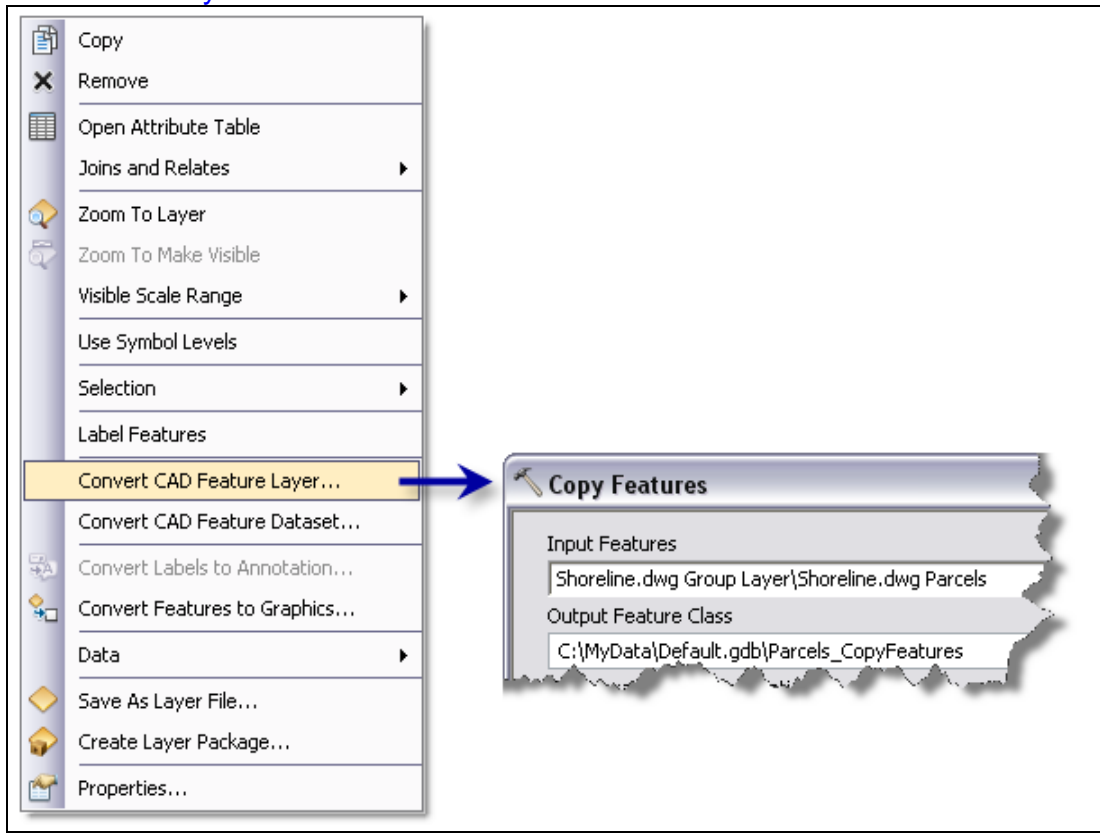 Copy
Remove
Open Attribute Table
Joins and Relates
Zoom To Layer
Zoom To Make Visible
Visible Scale Range
Use Symbol Levels
Selection
Label Features
Convert CAD Feature Layer...
Convert CAD Feature Dataset...
Convert Labels to Annotation...
Convert Features to Graphics...
Data
Save As Layer File...
Create Layer Package...
Properties...
Copy Features
Input Features
Shoreline.dwg Group Layer\Shoreline.dwg Parcels
Output Feature Class
C:\MyData\Default.gdb\Parcels_CopyFeatures